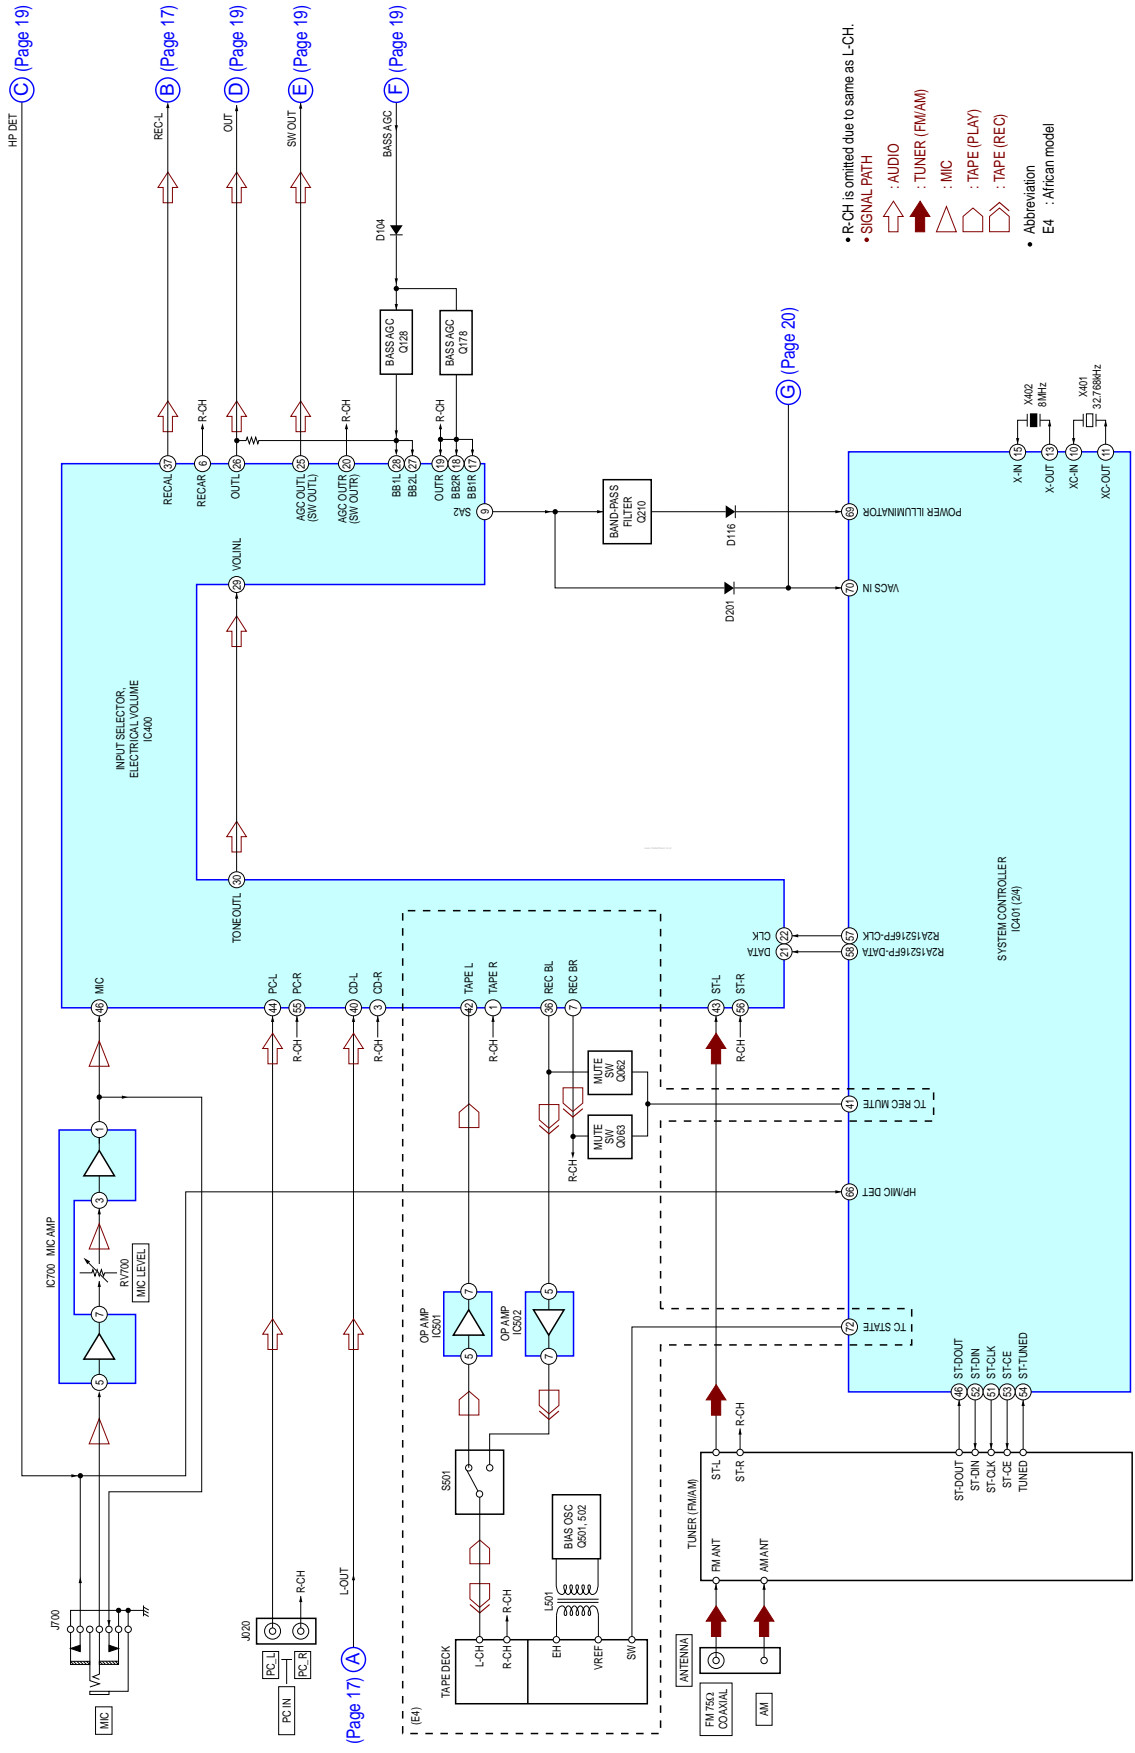 HP DET
C (Page 19)
REC-L
B (Page 17)
OUT
D (Page 19)
SW OUT
E (Page 19)
BASS AGC
F (Page 19)
D104
BASS AGC
Q128
BASS AGC
Q178
37 RECAL
6 RECAR
R-CH
26 OUTL
25 AGC OUTL
(SW OUTL)
20 AGC OUTR
(SW OUTR)
R-CH
28 BB1L
27 BB2L
19 OUTR
R-CH
18 BB2R
17 BB1R
9 SA2
INPUT SELECTOR,
ELECTRICAL VOLUME
IC400
29 VOLINL
30 TONEOUTL
BAND-PASS
FILTER
Q210
D116
D201
G (Page 20)
69 POWER ILLUMINATOR
70 VACS IN
• R-CH is omitted due to same as L-CH.
• SIGNAL PATH
: AUDIO
: TUNER (FM/AM)
: MIC
: TAPE (PLAY)
: TAPE (REC)
• Abbreviation
E4 : African model
X402
8MHz
X401
32.768kHz
15 X-IN
13 X-OUT
10 XC-IN
11 XC-OUT
SYSTEM CONTROLLER
IC401 (2/4)
22 CLK
21 DATA
57 R2A15216FP-CLK
58 R2A15216FP-DATA
46 MIC
44 PC-L
55 PC-R
R-CH
40 CD-L
3 CD-R
R-CH
42 TAPE L
1 TAPE R
R-CH
36 REC BL
7 REC BR
R-CH
43 ST-L
56 ST-R
R-CH
MUTE
SW
Q062
MUTE
SW
Q063
41 TC REC MUTE
66 HP/MIC DET
72 TC STATE
IC700 MIC AMP
1
3
7
5
RV700
MIC LEVEL
OP AMP
IC501
7
5
OP AMP
IC502
5
7
S501
BIAS OSC
Q501, 502
L501
TAPE DECK
L-CH
R-CH
R-CH
EH
VREF
SW
(E4)
J700
MIC
J020
PC_L
PC_R
PC IN
R-CH
L-OUT
(Page 17) A
TUNER (FM/AM)
ST-L
ST-R
R-CH
FM ANT
AM ANT
ANTENNA
FM 75Ω
COAXIAL
AM
ST-DOUT
ST-DIN
ST-CLK
ST-CE
TUNED
46 ST-DOUT
52 ST-DIN
51 ST-CLK
53 ST-CE
54 ST-TUNED